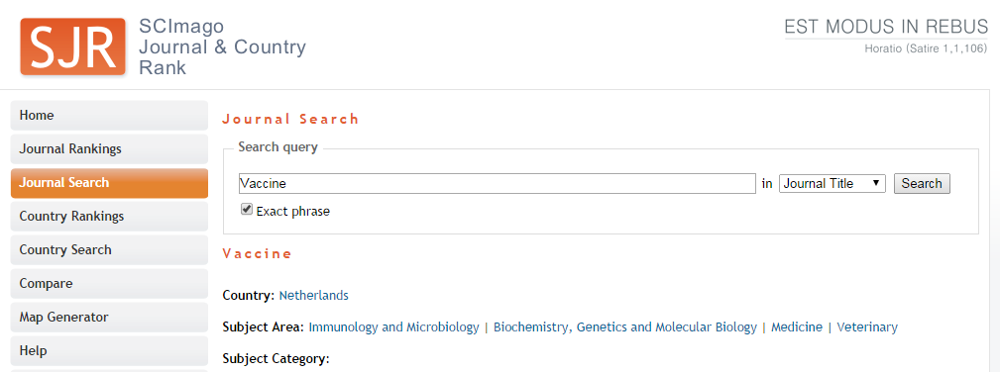 SJR
SCImago
Journal & Country
Rank
EST MODUS IN REBUS
Horatio (Satire 1,1,106)
Home
Journal Rankings
Journal Search
Country Rankings
Country Search
Compare
Map Generator
Help
Journal Search
Search query
Vaccine in Journal Title Search
Exact phrase
Vaccine
Country: Netherlands
Subject Area: Immunology and Microbiology | Biochemistry, Genetics and Molecular Biology | Medicine | Veterinary
Subject Category: